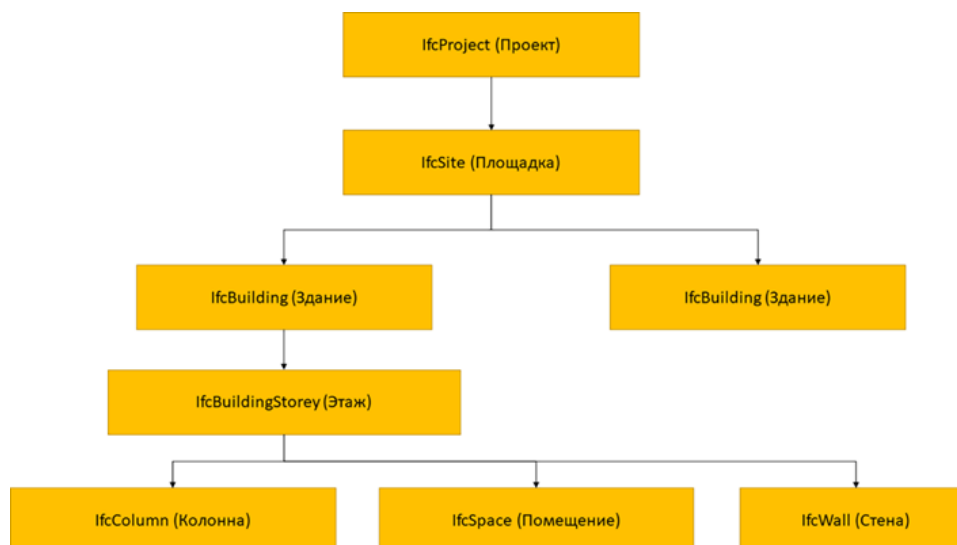 IfcProject (Проект)
IfcSite (Площадка)
IfcBuilding (Здание)
IfcBuilding (Здание)
IfcBuildingStorey (Этаж)
IfcColumn (Колонна)
IfcSpace (Помещение)
IfcWall (Стена)